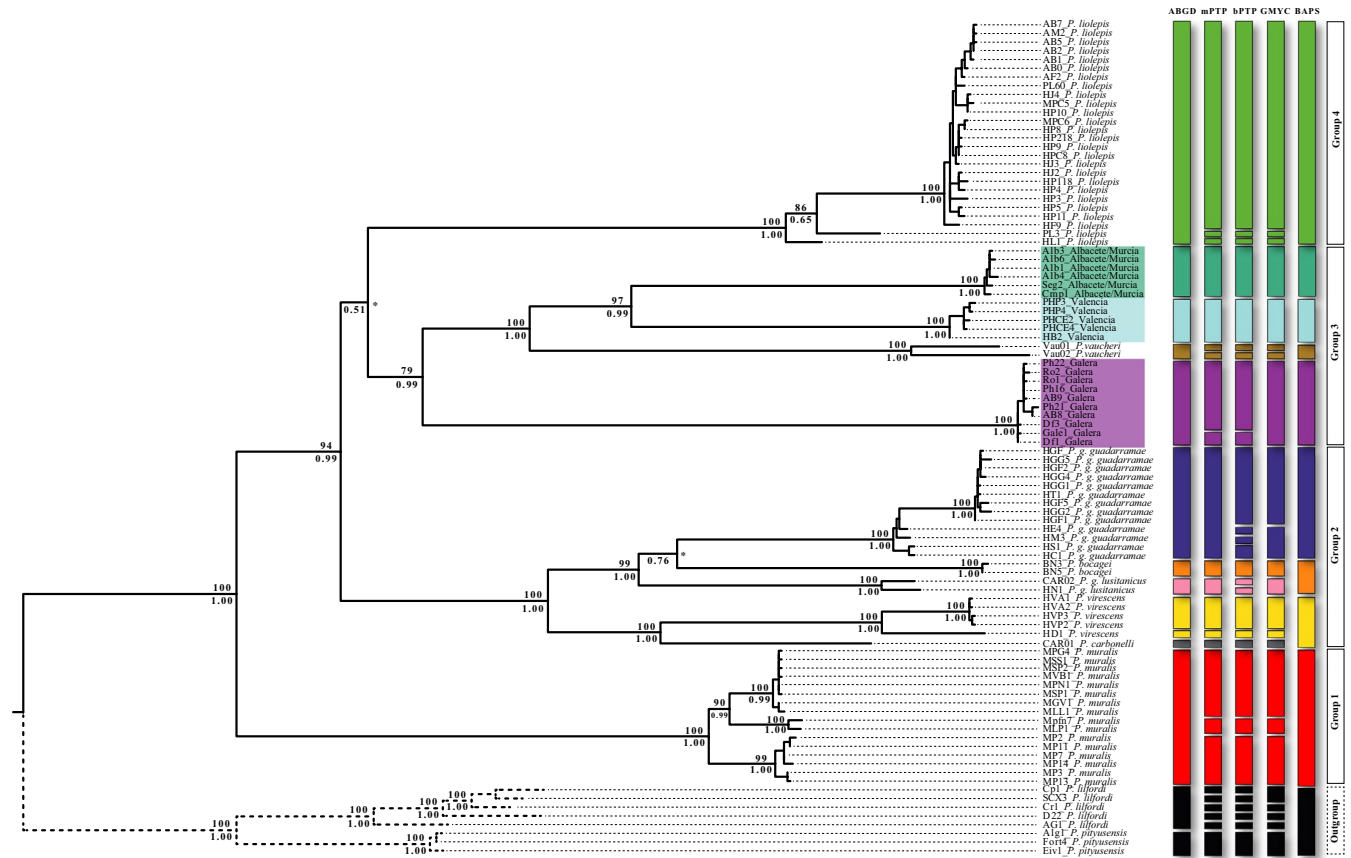 ABGD mPTP bPTP GMYC BAPS
AB7_P. liolepis
AM2_P. liolepis
AB5_P. liolepis
AB2_P. liolepis
AB1_P. liolepis
AB0_P. liolepis
AF2_P. liolepis
PL60_P. liolepis
HJ4_P. liolepis
MPC5_P. liolepis
HP10_P. liolepis
MPC6_P. liolepis
HP8_P. liolepis
HP218_P. liolepis
HP9_P. liolepis
HPC8_P. liolepis
HJ3_P. liolepis
HJ2_P. liolepis
HP118_P. liolepis
HP4_P. liolepis
HP3_P. liolepis
HP5_P. liolepis
HP11_P. liolepis
HF9_P. liolepis
PL3_P. liolepis
HL1_P. liolepis
Alb3_Albacete/Murcia
Alb6_Albacete/Murcia
Alb1_Albacete/Murcia
Alb4_Albacete/Murcia
Seg2_Albacete/Murcia
Cmp1_Albacete/Murcia
PHP3_Valencia
PHP4_Valencia
PHCE2_Valencia
PHCE4_Valencia
HB2_Valencia
Vau01_P.vaucheri
Vau02_P.vaucheri
Ph22_Galera
Ro2_Galera
Ro1_Galera
Ph16_Galera
AB9_Galera
Ph21_Galera
AB8_Galera
Df3_Galera
Gale1_Galera
Df1_Galera
HGF_P. g. guadarramae
HGG5_P. g. guadarramae
HGF2_P. g. guadarramae
HGG4_P. g. guadarramae
HGG1_P. g. guadarramae
HT1_P. g. guadarramae
HGF5_P. g. guadarramae
HGG2_P. g. guadarramae
HGF1_P. g. guadarramae
HE4_P. g. guadarramae
HM3_P. g. guadarramae
HS1_P. g. guadarramae
HC1_P. g. guadarramae
BN3_P. bocagei
BN5_P. bocagei
CAR02_P. g. lusitanicus
HN1_P. g. lusitanicus
HVA1_P. virescens
HVA2_P. virescens
HVP3_P. virescens
HVP2_P. virescens
HD1_P. virescens
CAR01_P. carbonelli
MPG4_P. muralis
MSS1_P. muralis
MSP2_P. muralis
MVB1_P. muralis
MPN1_P. muralis
MSP1_P. muralis
MGV1_P. muralis
MLL1_P. muralis
Mpfn7_P. muralis
MLP1_P. muralis
MP2_P. muralis
MP11_P. muralis
MP7_P. muralis
MP14_P. muralis
MP3_P. muralis
MP13_P. muralis
Cp1_P. lilfordi
SCX3_P. lilfordi
Cr1_P. lilfordi
D22_P. lilfordi
AG1_P. lilfordi
Alg1_P. pityusensis
Fort4_P. pityusensis
Eiv1_P. pityusensis
100
1.00
86
0.65
100
1.00
0.51
*
97
0.99
100
1.00
100
1.00
100
1.00
100
1.00
79
0.99
100
1.00
94
0.99
100
1.00
100
1.00
0.76
*
99
1.00
100
1.00
100
1.00
100
1.00
100
1.00
100
1.00
100
1.00
100
0.99
90
0.99
100
1.00
100
1.00
99
1.00
100
1.00
100
1.00
100
1.00
100
1.00
100
1.00
Group 4
Group 3
Group 2
Group 1
Outgroup